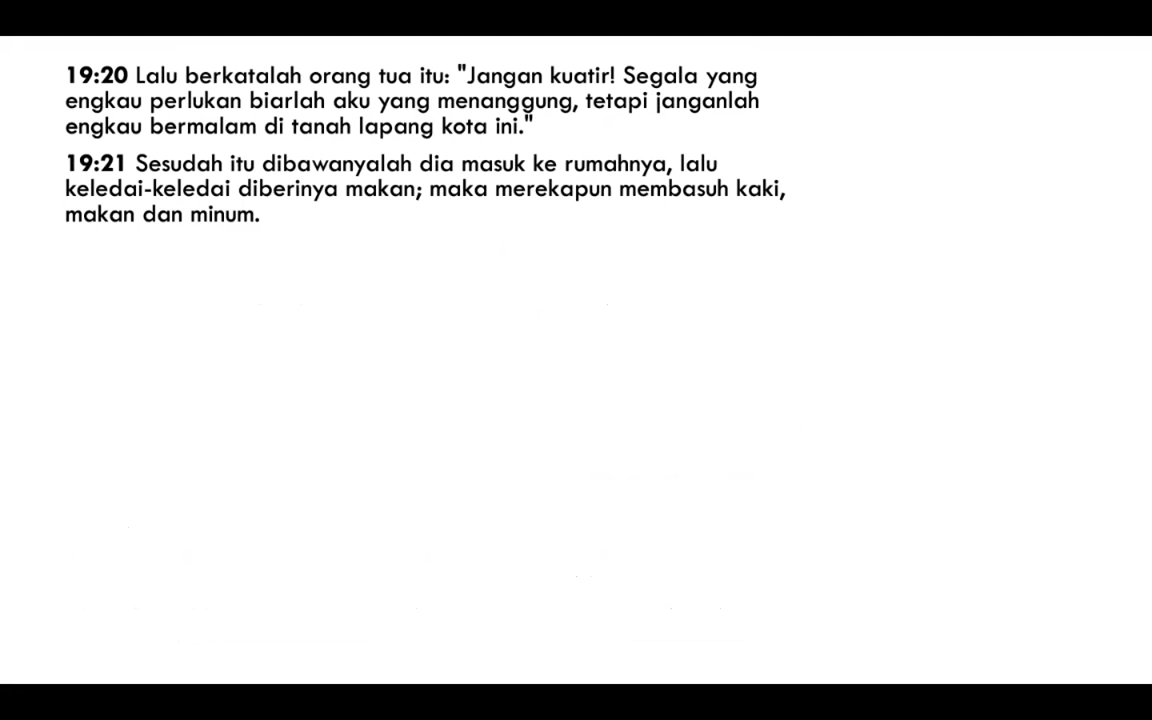 19:20 Lalu berkatalah orang tua itu: "Jangan kuatir! Segala yang
engkau perlukan biarlah aku yang menanggung, tetapi janganlah
engkau bermalam di tanah lapang kota ini."
19:21 Sesudah itu dibawanyalah dia masuk ke rumahnya, lalu
keledai-keledai diberinya makan; maka merekapun membasuh kaki,
makan dan minum.